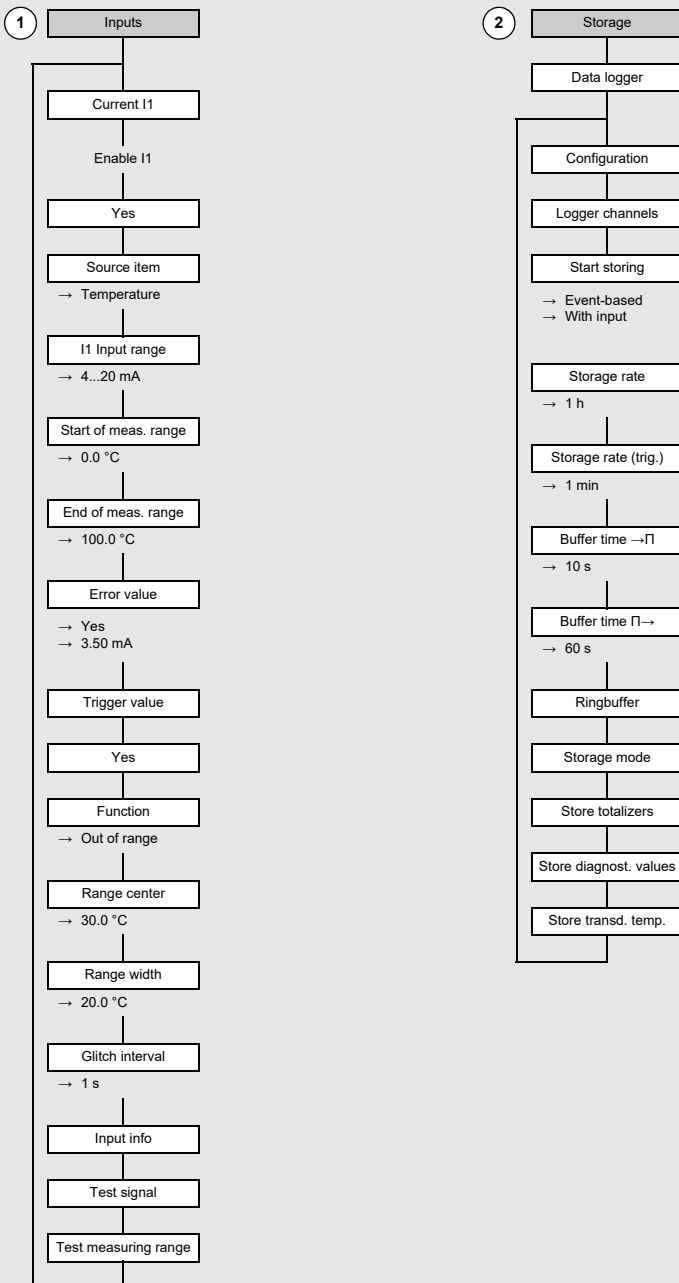 1
Inputs
Current I1
Enable I1
Yes
Source item
→ Temperature
I1 Input range
→ 4...20 mA
Start of meas. range
→ 0.0 °C
End of meas. range
→ 100.0 °C
Error value
→ Yes
→ 3.50 mA
Trigger value
Yes
Function
→ Out of range
Range center
→ 30.0 °C
Range width
→ 20.0 °C
Glitch interval
→ 1 s
Input info
Test signal
Test measuring range
2
Storage
Data logger
Configuration
Logger channels
Start storing
→ Event-based
→ With input
Storage rate
→ 1 h
Storage rate (trig.)
→ 1 min
Buffer time →Π
→ 10 s
Buffer time Π→
→ 60 s
Ringbuffer
Storage mode
Store totalizers
Store diagnost. values
Store transd. temp.